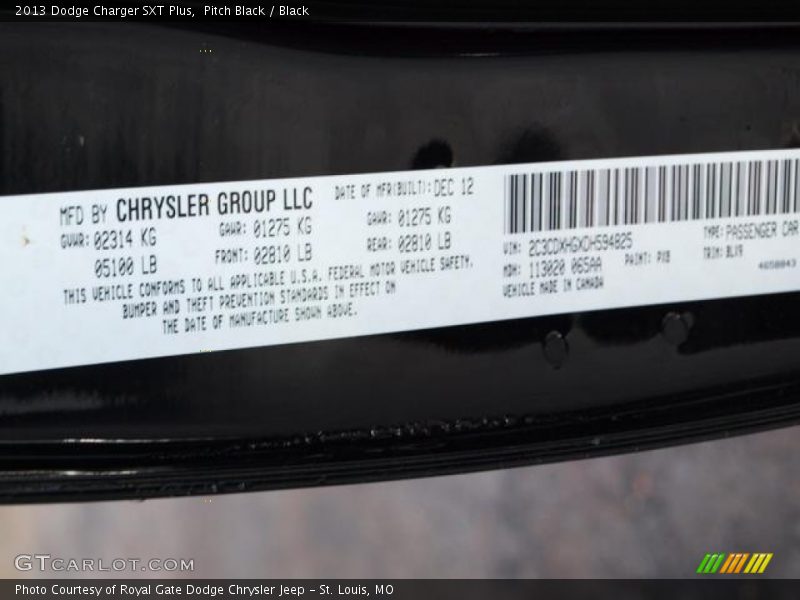 2013 Dodge Charger SXT Plus, Pitch Black / Black
MFD BY CHRYSLER GROUP LLC
DATE OF MFR(BUILT): DEC 12
GVWR: 02314 KG
GAWR: 01275 KG
GAWR: 01275 KG
05100 LB
FRONT: 02810 LB
REAR: 02810 LB
THIS VEHICLE CONFORMS TO ALL APPLICABLE U.S.A. FEDERAL MOTOR VEHICLE SAFETY,
BUMPER AND THEFT PREVENTION STANDARDS IN EFFECT ON
THE DATE OF MANUFACTURE SHOWN ABOVE.
VIN: 2C3CDXHGXDH594825
TYPE: PASSENGER CAR
MDH: 113020 065AA
PAINT: PX8
TRIM: BLX9
VEHICLE MADE IN CANADA
GTCARLOT.COM
Photo Courtesy of Royal Gate Dodge Chrysler Jeep – St. Louis, MO